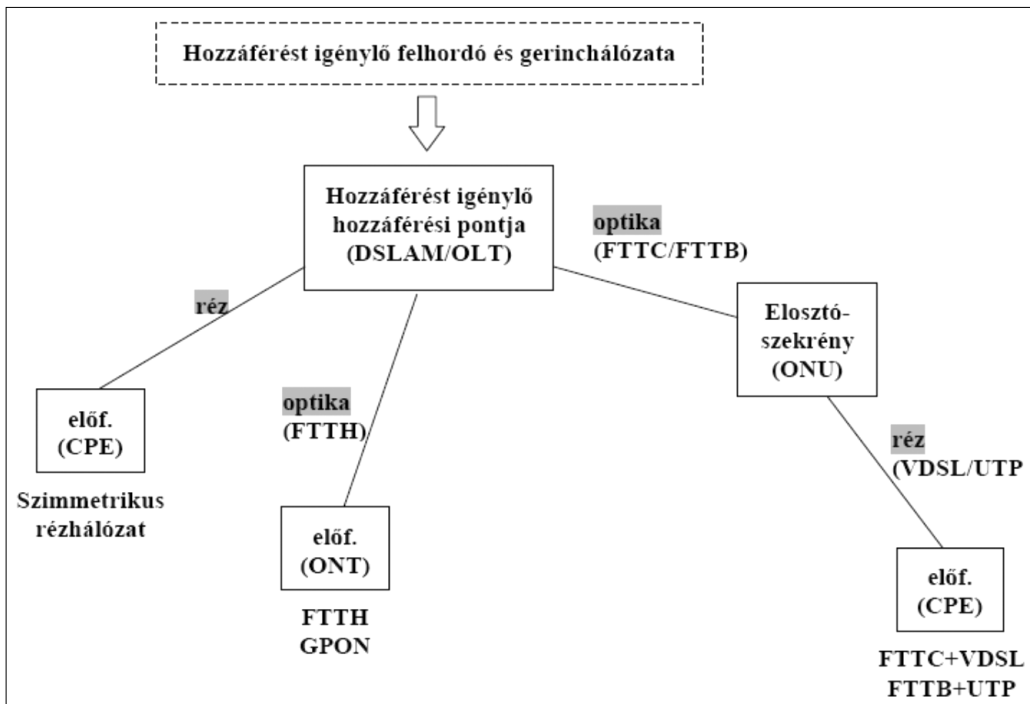 Hozzáférést igénylő felhordó és gerinchálózata
Hozzáférést igénylő
hozzáférési pontja
(DSLAM/OLT)
optika
(FTTC/FTTB)
réz
Elosztó-
szekrény
(ONU)
optika
(FTTH)
előf.
(CPE)
réz
(VDSL/UTP
Szimmetrikus
rézhálózat
előf.
(ONT)
előf.
(CPE)
FTTH
GPON
FTTC+VDSL
FTTB+UTP